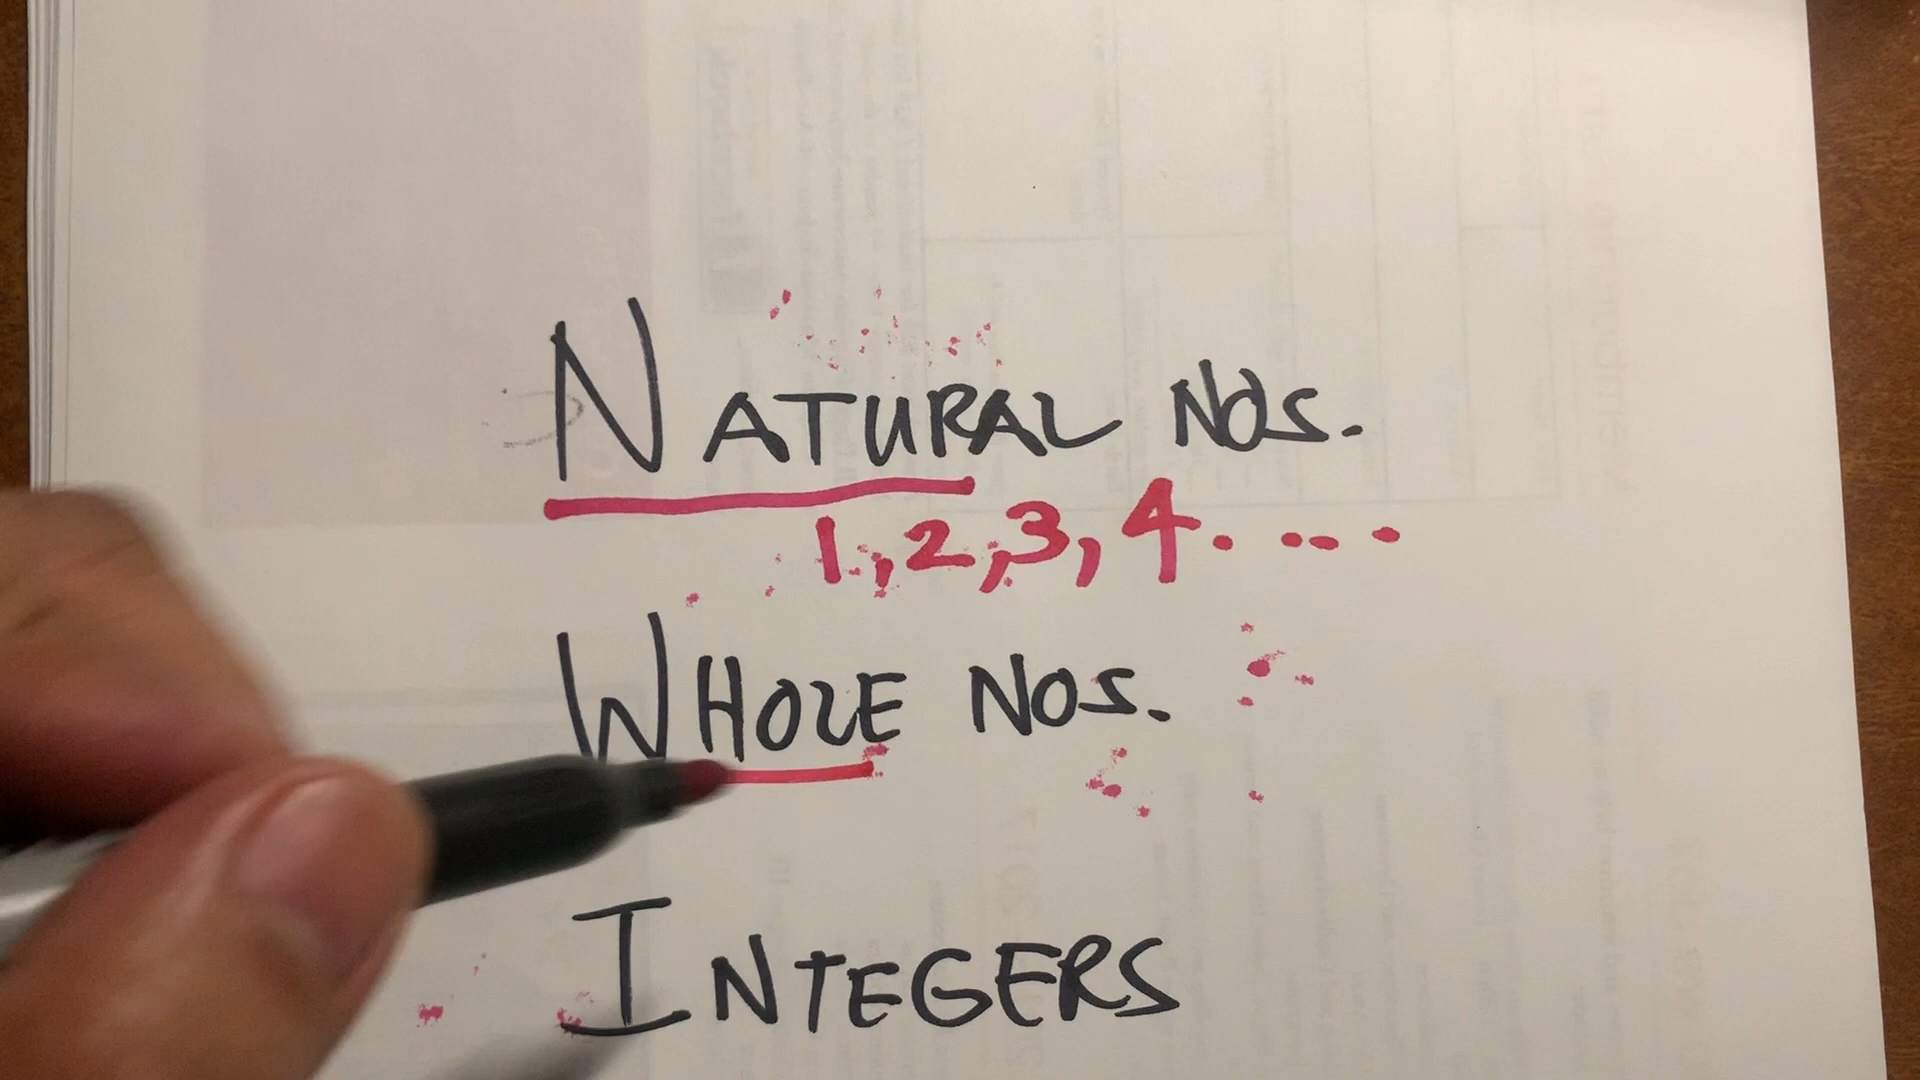 NATURAL NOS.
1,2,3,4. ...
WHOLE NOS.
INTEGERS